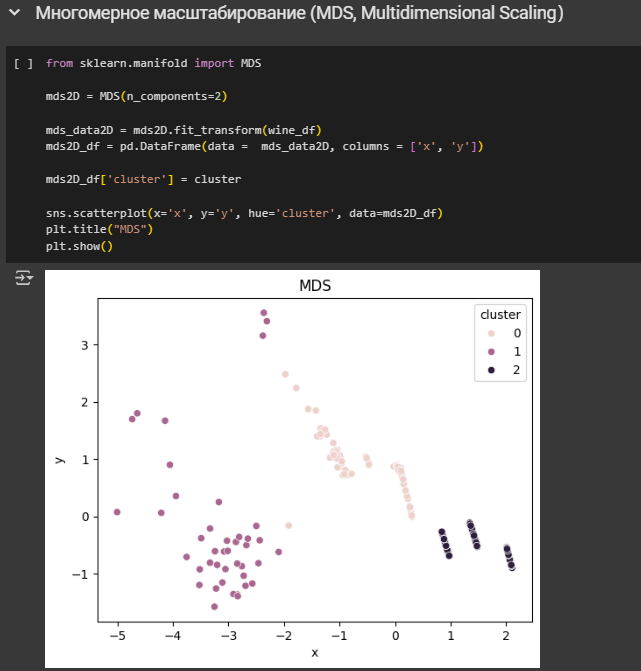 Многомерное масштабирование (MDS, Multidimensional Scaling)
[ ] from sklearn.manifold import MDS
mds2D = MDS(n_components=2)
mds_data2D = mds2D.fit_transform(wine_df)
mds2D_df = pd.DataFrame(data =  mds_data2D, columns = ['x', 'y'])
mds2D_df['cluster'] = cluster
sns.scatterplot(x='x', y='y', hue='cluster', data=mds2D_df)
plt.title("MDS")
plt.show()
MDS
cluster
0
1
2
3
2
1
0
−1
y
−5 −4 −3 −2 −1 0 1 2
x